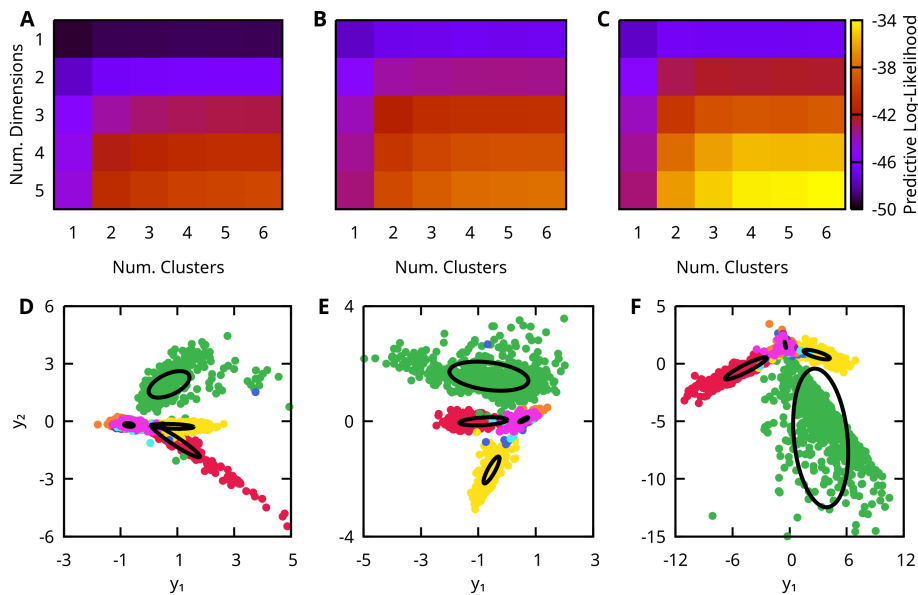 A B C
Num. Dimensions
1
2
3
4
5
1 2 3 4 5 6
Num. Clusters
1 2 3 4 5 6
Num. Clusters
1 2 3 4 5 6
Num. Clusters
-34
-38
-42
-46
-50
Predictive Log-Likelihood
D E F
6
3
0
-3
-6
y₂
-3 -1 1 3 5
y₁
4
0
-4
-5 -3 -1 1 3
y₁
5
0
-5
-10
-15
-12 -6 0 6 12
y₁